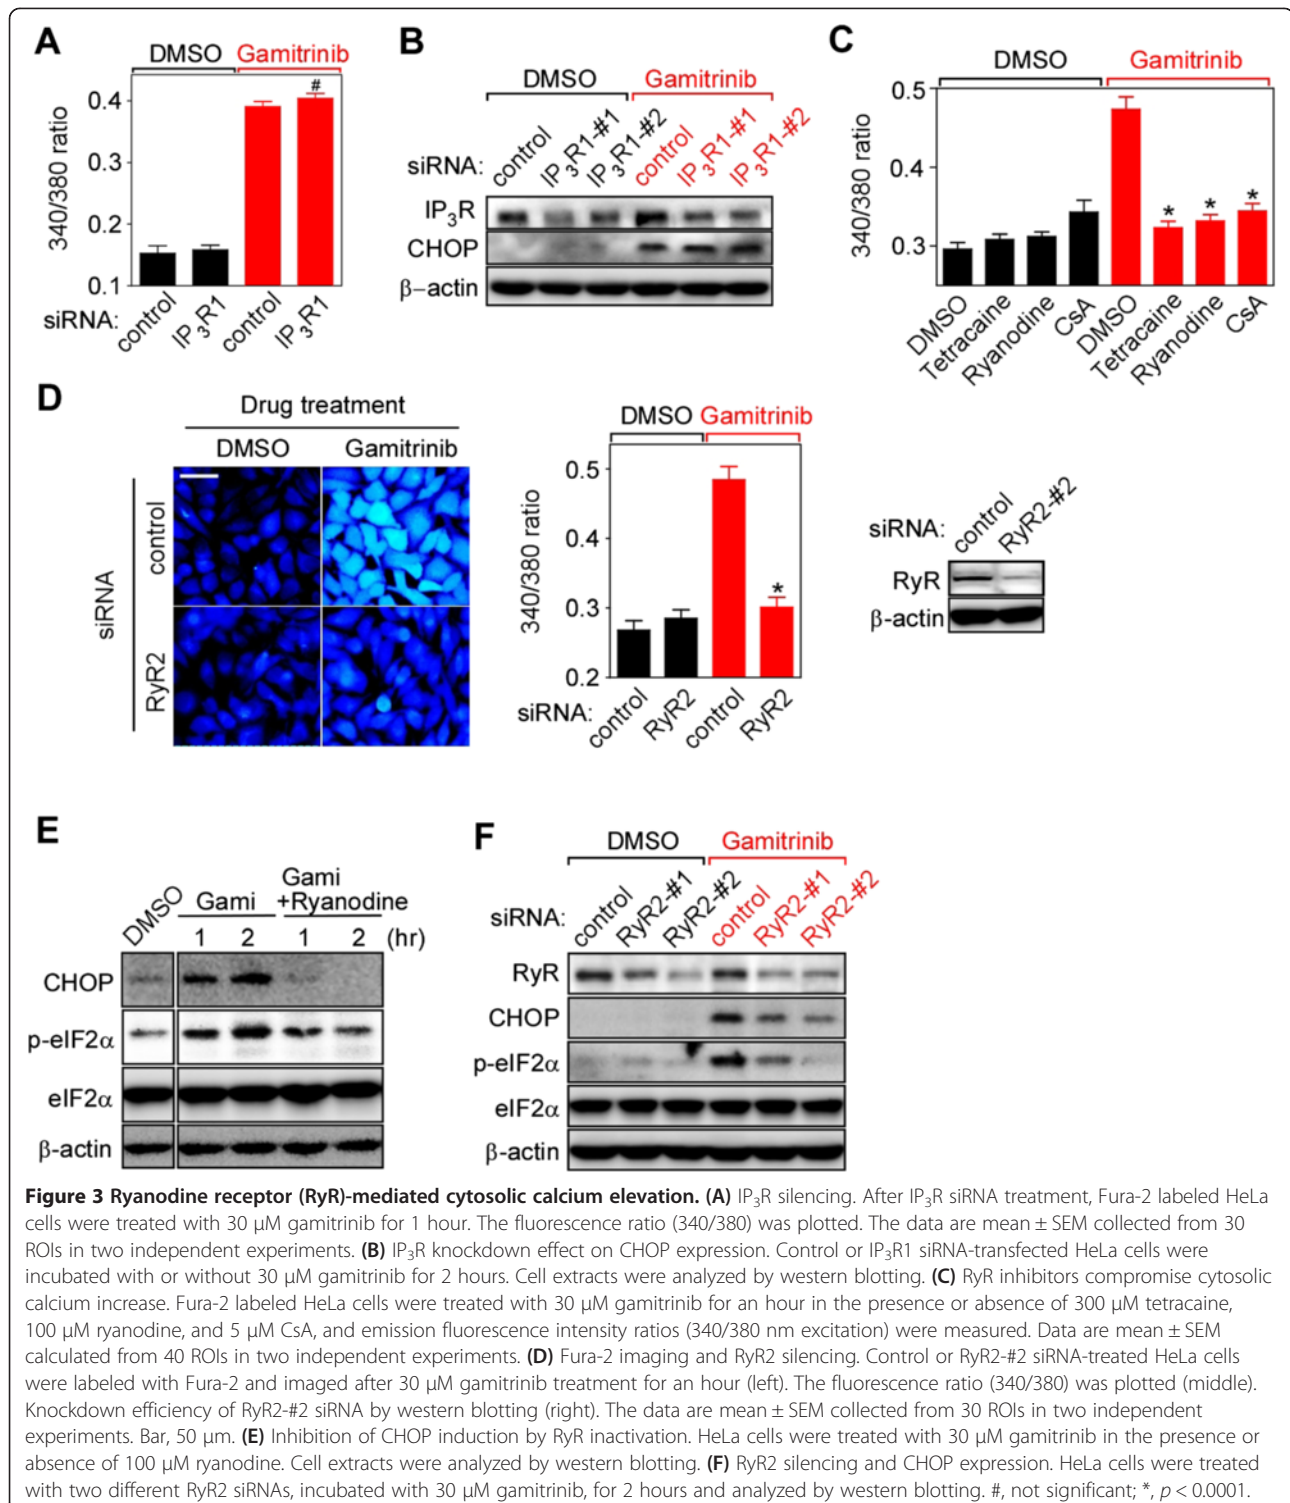 A
DMSO Gamitrinib
#
340/380 ratio
0.4
0.3
0.2
0.1
siRNA: control IP3R1 control IP3R1
B
DMSO Gamitrinib
siRNA: control IP3R1-#1 IP3R1-#2 control IP3R1-#1 IP3R1-#2
IP3R
CHOP
β-actin
C
DMSO Gamitrinib
340/380 ratio
0.5
0.4
0.3
* * *
DMSO Tetracaine Ryanodine CsA DMSO Tetracaine Ryanodine CsA
D
Drug treatment
DMSO Gamitrinib
siRNA
control
RyR2
DMSO Gamitrinib
340/380 ratio
0.5
0.4
0.3
0.2
*
siRNA: control RyR2 control RyR2
siRNA: control RyR2-#2
RyR
β-actin
E
DMSO Gami Gami +Ryanodine
1 2 1 2 (hr)
CHOP
p-eIF2α
eIF2α
β-actin
F
DMSO Gamitrinib
siRNA: control RyR2-#1 RyR2-#2 control RyR2-#1 RyR2-#2
RyR
CHOP
p-eIF2α
eIF2α
β-actin
Figure 3 Ryanodine receptor (RyR)-mediated cytosolic calcium elevation. (A) IP3R silencing. After IP3R siRNA treatment, Fura-2 labeled HeLa
cells were treated with 30 μM gamitrinib for 1 hour. The fluorescence ratio (340/380) was plotted. The data are mean ± SEM collected from 30
ROIs in two independent experiments. (B) IP3R knockdown effect on CHOP expression. Control or IP3R1 siRNA-transfected HeLa cells were
incubated with or without 30 μM gamitrinib for 2 hours. Cell extracts were analyzed by western blotting. (C) RyR inhibitors compromise cytosolic
calcium increase. Fura-2 labeled HeLa cells were treated with 30 μM gamitrinib for an hour in the presence or absence of 300 μM tetracaine,
100 μM ryanodine, and 5 μM CsA, and emission fluorescence intensity ratios (340/380 nm excitation) were measured. Data are mean ± SEM
calculated from 40 ROIs in two independent experiments. (D) Fura-2 imaging and RyR2 silencing. Control or RyR2-#2 siRNA-treated HeLa cells
were labeled with Fura-2 and imaged after 30 μM gamitrinib treatment for an hour (left). The fluorescence ratio (340/380) was plotted (middle).
Knockdown efficiency of RyR2-#2 siRNA by western blotting (right). The data are mean ± SEM collected from 30 ROIs in two independent
experiments. Bar, 50 μm. (E) Inhibition of CHOP induction by RyR inactivation. HeLa cells were treated with 30 μM gamitrinib in the presence or
absence of 100 μM ryanodine. Cell extracts were analyzed by western blotting. (F) RyR2 silencing and CHOP expression. HeLa cells were treated
with two different RyR2 siRNAs, incubated with 30 μM gamitrinib, for 2 hours and analyzed by western blotting. #, not significant; *, p < 0.0001.